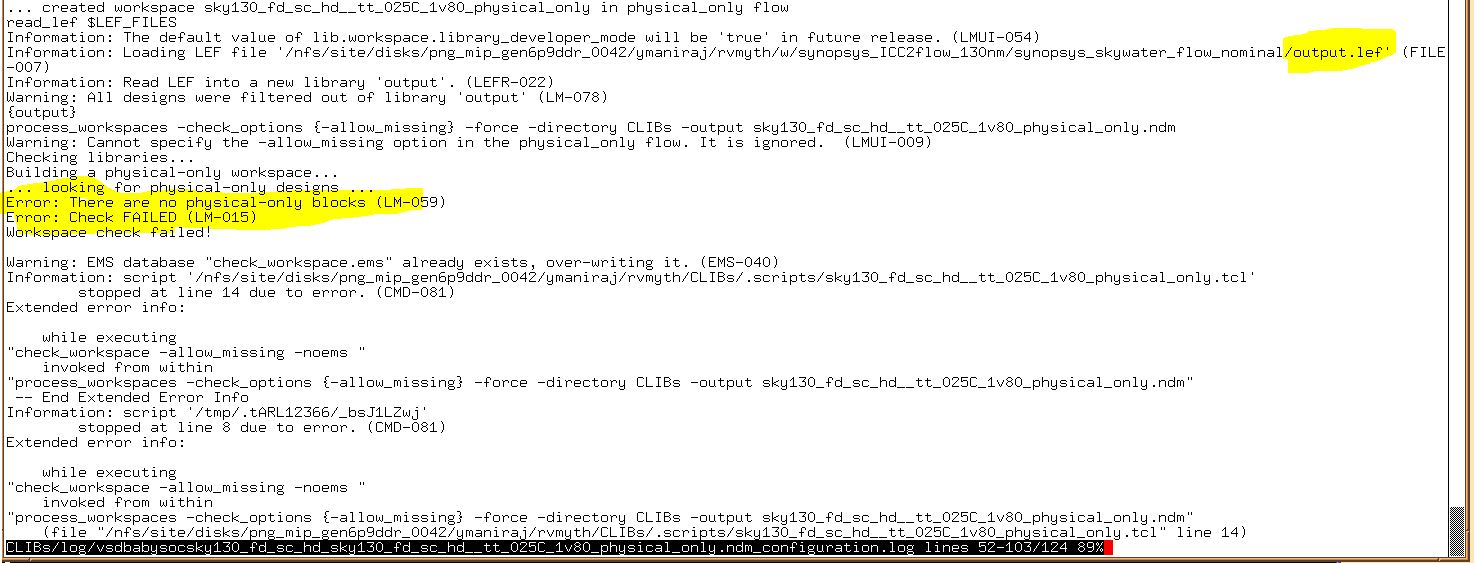 ... created workspace sky130_fd_sc_hd__tt_025C_1v80_physical_only in physical_only flow
read_lef $LEF_FILES
Information: The default value of lib.workspace.library_developer_mode will be 'true' in future release. (LMUI-054)
Information: Loading LEF file '/nfs/site/disks/png_mip_gen6p9ddr_0042/ymaniraj/rvmyth/w/synopsys_ICC2flow_130nm/synopsys_skywater_flow_nominal/output.lef' (FILE
-007)
Information: Read LEF into a new library 'output'. (LEFR-022)
Warning: All designs were filtered out of library 'output' (LM-078)
{output}
process_workspaces -check_options {-allow_missing} -force -directory CLIBs -output sky130_fd_sc_hd__tt_025C_1v80_physical_only.ndm
Warning: Cannot specify the -allow_missing option in the physical_only flow. It is ignored.  (LMUI-009)
Checking libraries...
Building a physical-only workspace...
... looking for physical-only designs ...
Error: There are no physical-only blocks (LM-059)
Error: Check FAILED (LM-015)
Workspace check failed!
Warning: EMS database "check_workspace.ems" already exists, over-writing it. (EMS-040)
Information: script '/nfs/site/disks/png_mip_gen6p9ddr_0042/ymaniraj/rvmyth/CLIBs/.scripts/sky130_fd_sc_hd__tt_025C_1v80_physical_only.tcl'
stopped at line 14 due to error. (CMD-081)
Extended error info:
while executing
"check_workspace -allow_missing -noems "
invoked from within
"process_workspaces -check_options {-allow_missing} -force -directory CLIBs -output sky130_fd_sc_hd__tt_025C_1v80_physical_only.ndm"
-- End Extended Error Info
Information: script '/tmp/.tARL12366/_bsJ1LZwj'
stopped at line 8 due to error. (CMD-081)
Extended error info:
while executing
"check_workspace -allow_missing -noems "
invoked from within
"process_workspaces -check_options {-allow_missing} -force -directory CLIBs -output sky130_fd_sc_hd__tt_025C_1v80_physical_only.ndm"
(file "/nfs/site/disks/png_mip_gen6p9ddr_0042/ymaniraj/rvmyth/CLIBs/.scripts/sky130_fd_sc_hd__tt_025C_1v80_physical_only.tcl" line 14)
CLIBs/log/vsdbabysocsky130_fd_sc_hd_sky130_fd_sc_hd__tt_025C_1v80_physical_only.ndm_configuration.log lines 52-103/124 89%